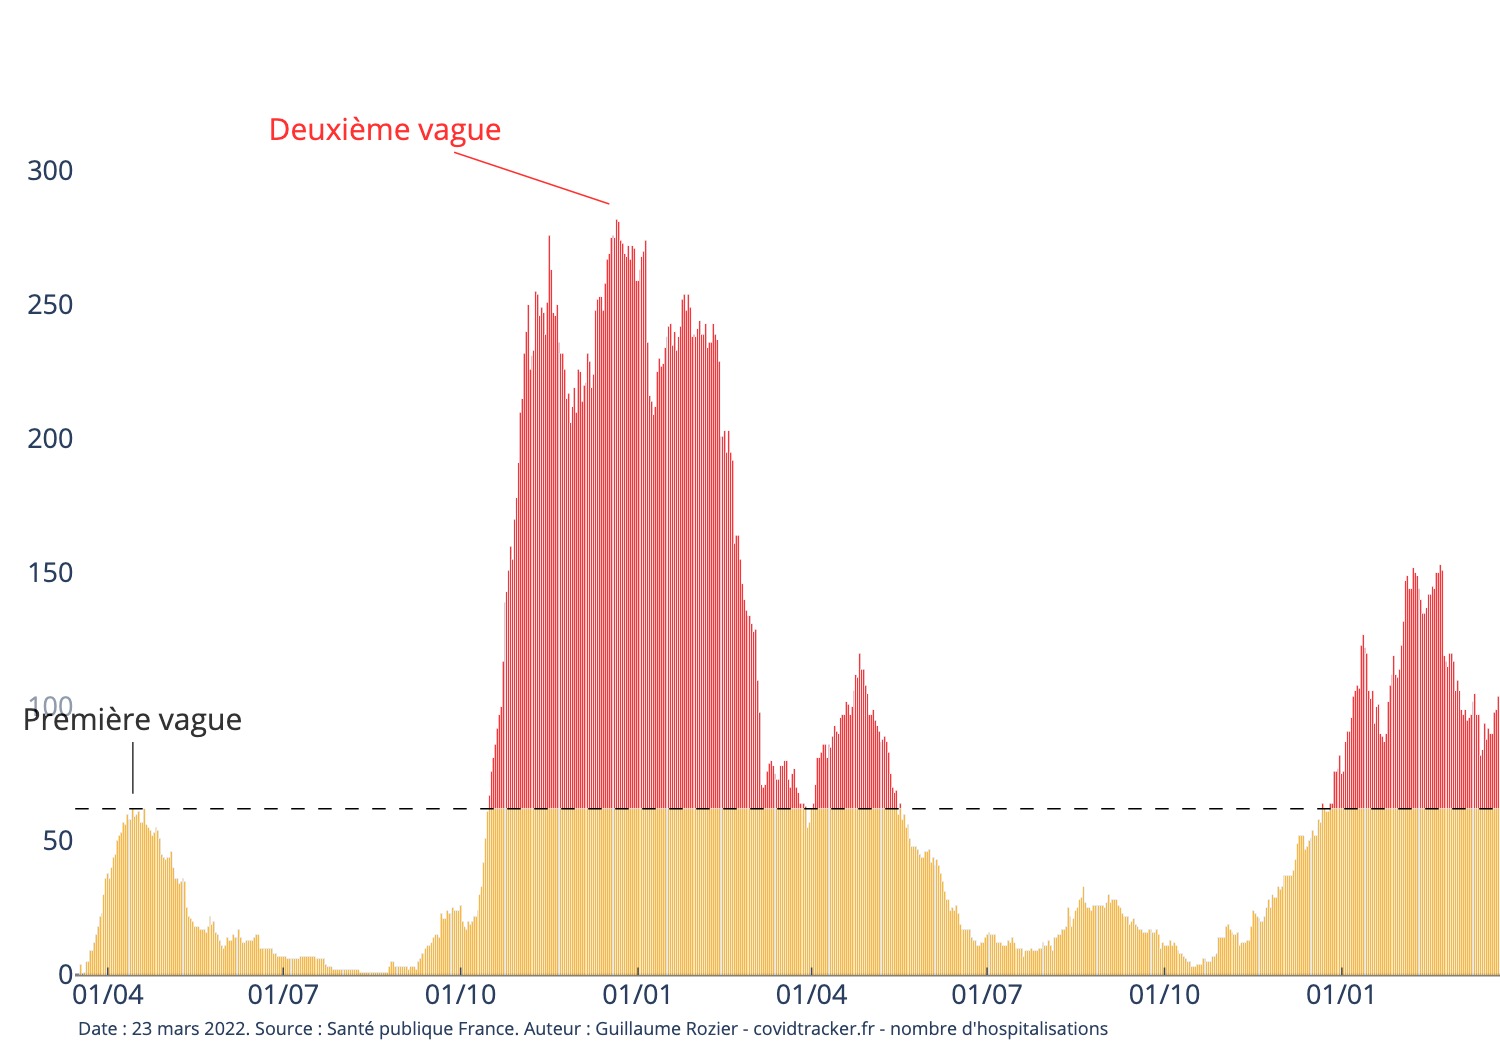 Deuxième vague
300
250
200
150
100
Première vague
50
0
01/04 01/07 01/10 01/01 01/04 01/07 01/10 01/01
Date : 23 mars 2022. Source : Santé publique France. Auteur : Guillaume Rozier - covidtracker.fr - nombre d'hospitalisations